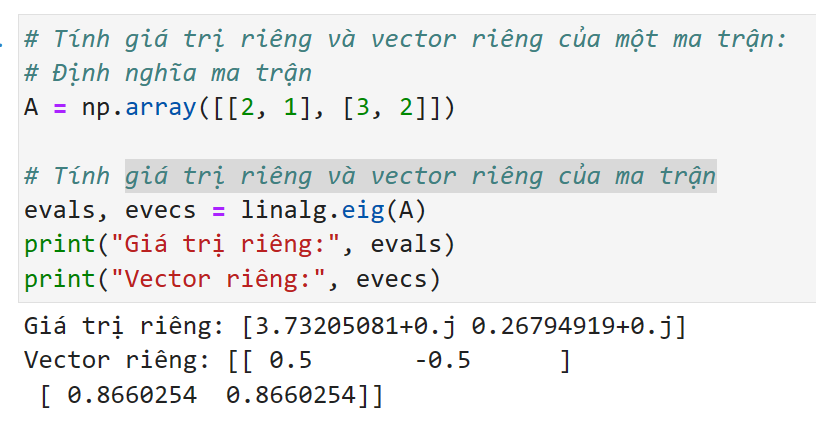 # Tính giá trị riêng và vector riêng của một ma trận:
# Định nghĩa ma trận
A = np.array([[2, 1], [3, 2]])
# Tính giá trị riêng và vector riêng của ma trận
evals, evecs = linalg.eig(A)
print("Giá trị riêng:", evals)
print("Vector riêng:", evecs)
Giá trị riêng: [3.73205081+0.j 0.26794919+0.j]
Vector riêng: [[ 0.5       -0.5      ]
 [ 0.8660254  0.8660254]]